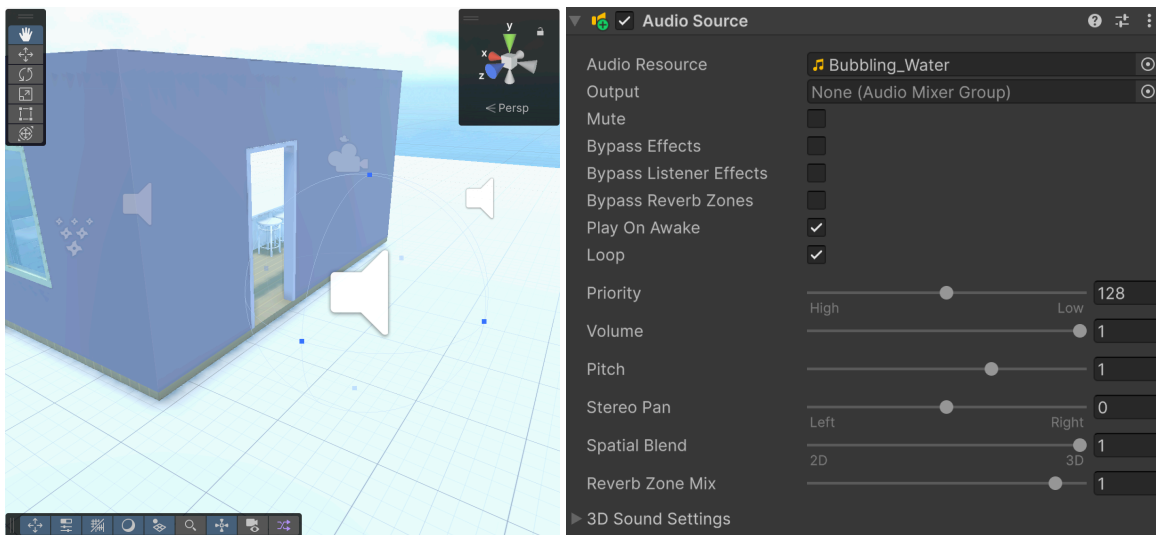 y
x
z
Persp
Audio Source
Audio Resource
Bubbling_Water
Output
None (Audio Mixer Group)
Mute
Bypass Effects
Bypass Listener Effects
Bypass Reverb Zones
Play On Awake
Loop
Priority
128
High
Low
Volume
1
Pitch
1
Stereo Pan
0
Left
Right
Spatial Blend
1
2D
3D
Reverb Zone Mix
1
3D Sound Settings